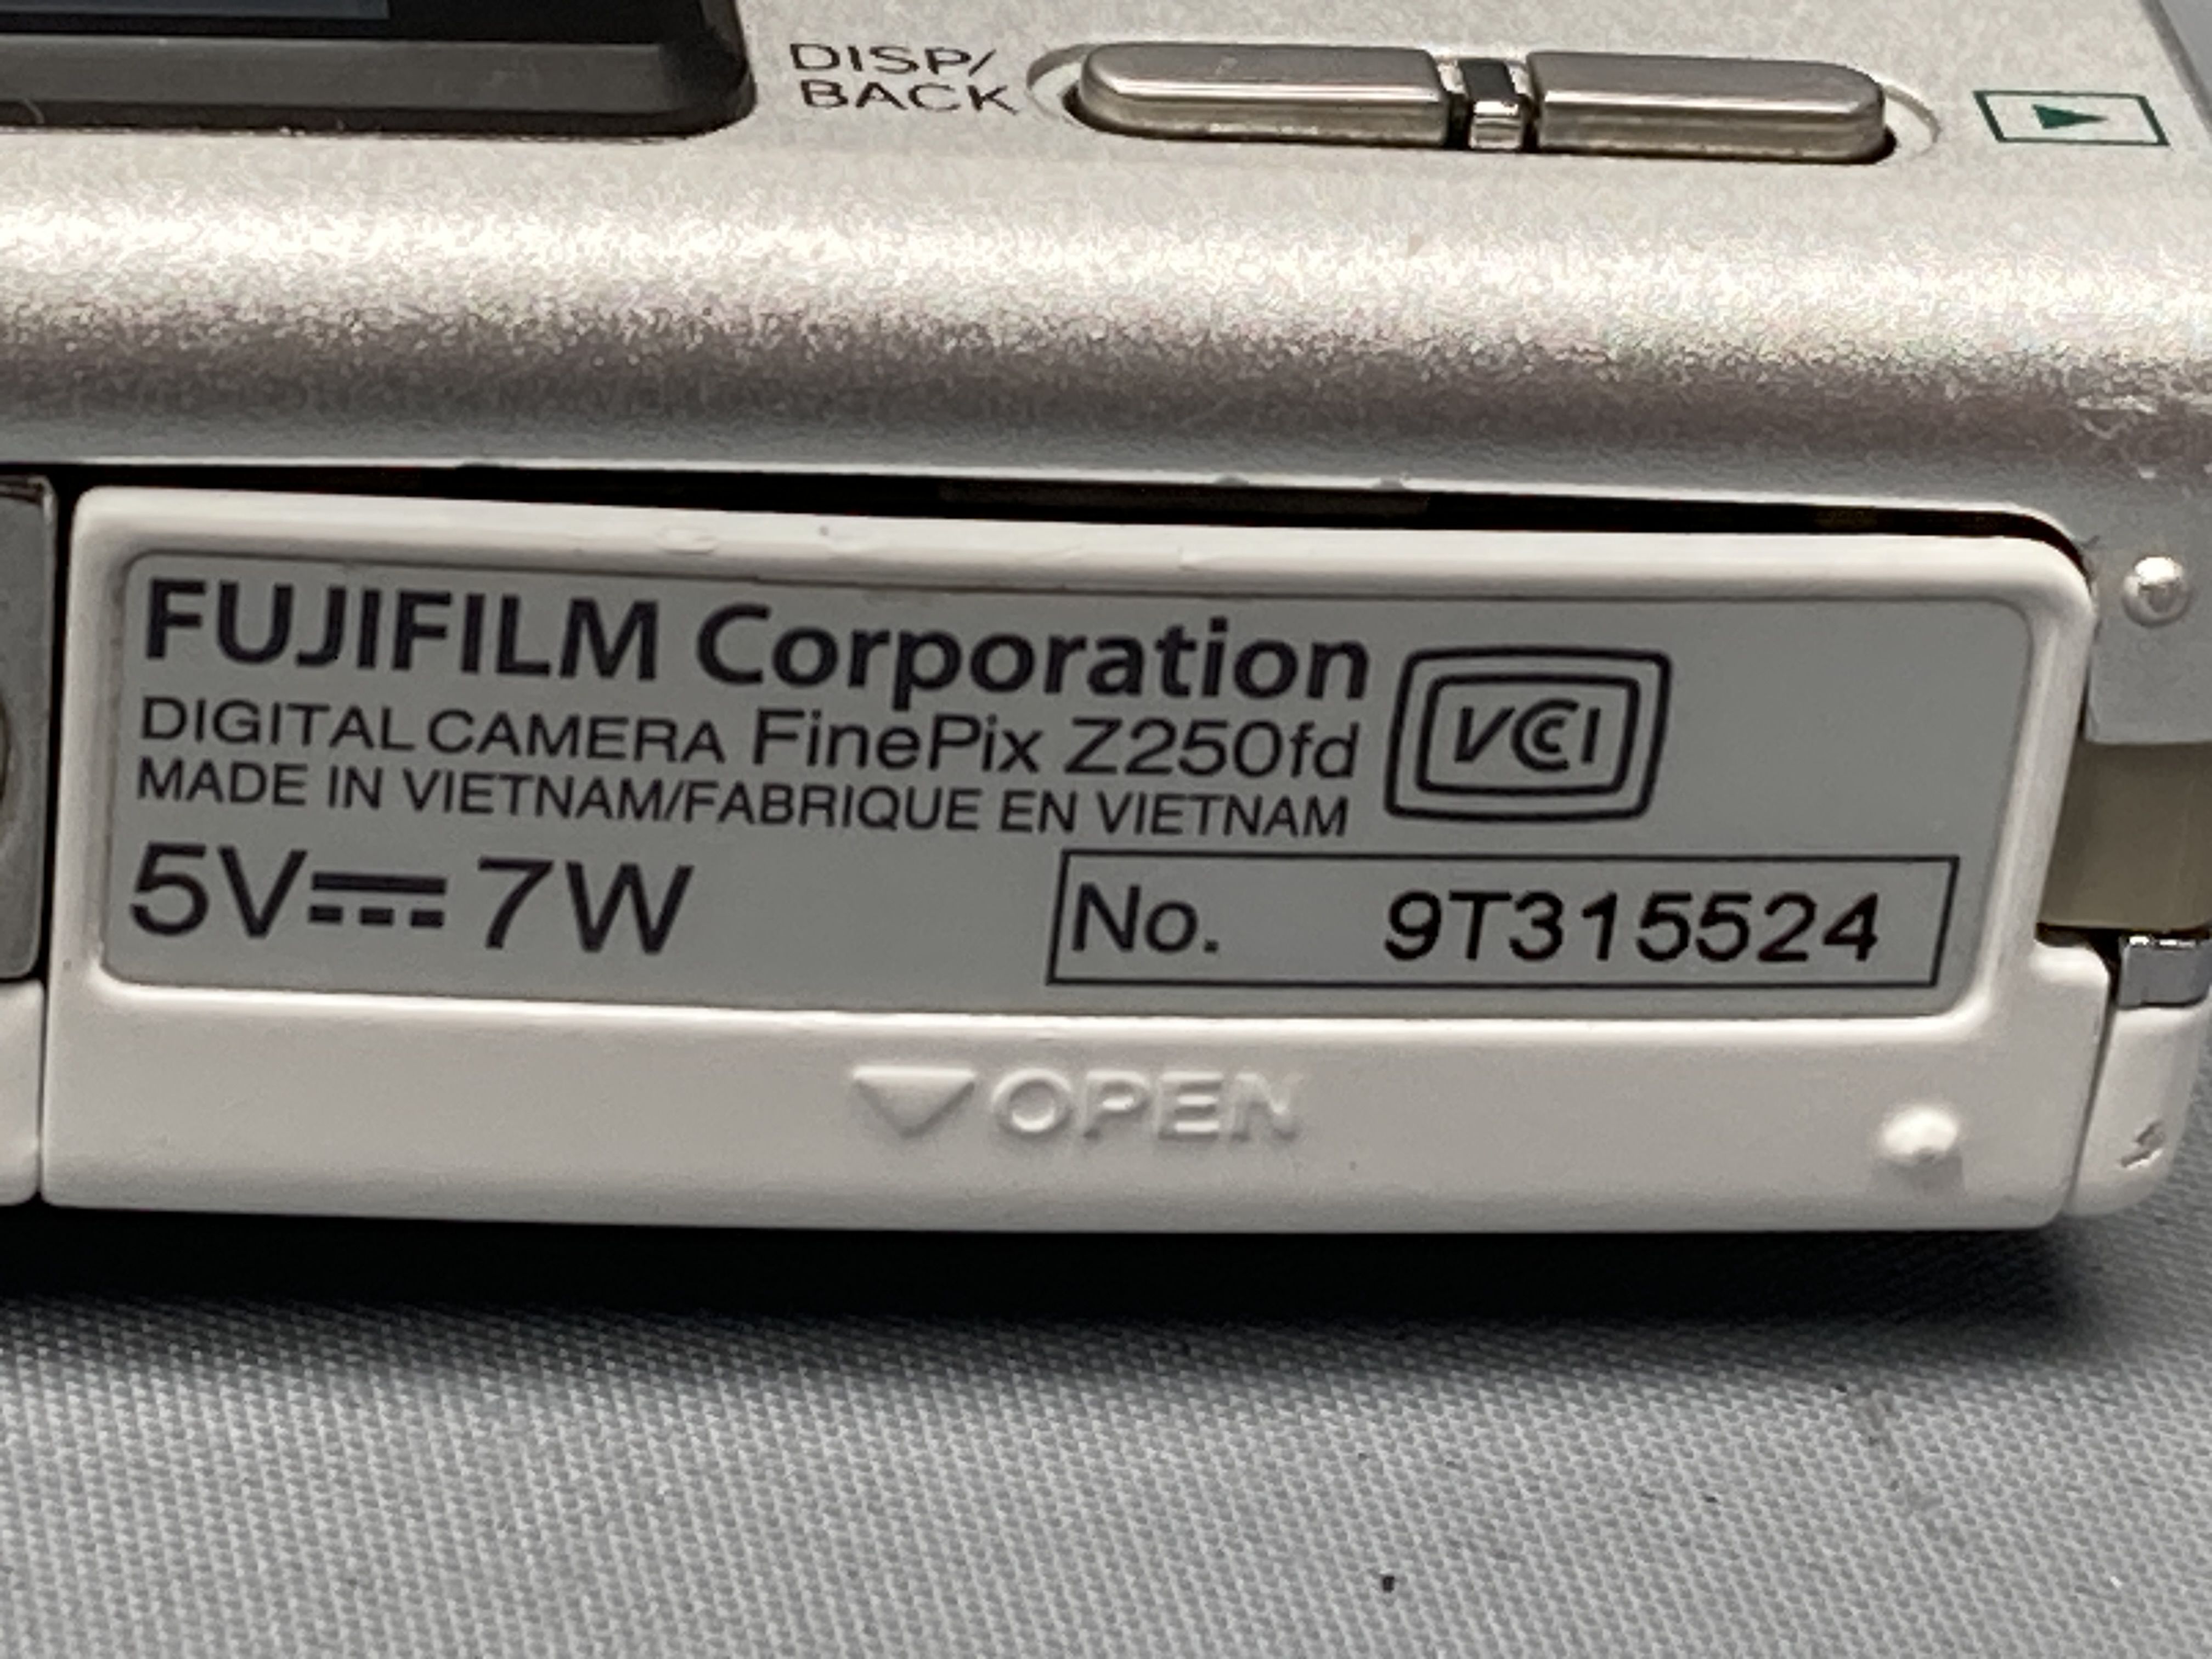 DISP/
BACK
FUJIFILM Corporation
DIGITAL CAMERA FinePix Z250fd
MADE IN VIETNAM/FABRIQUE EN VIETNAM
VCCI
5V⎓7W
No. 9T315524
▼OPEN